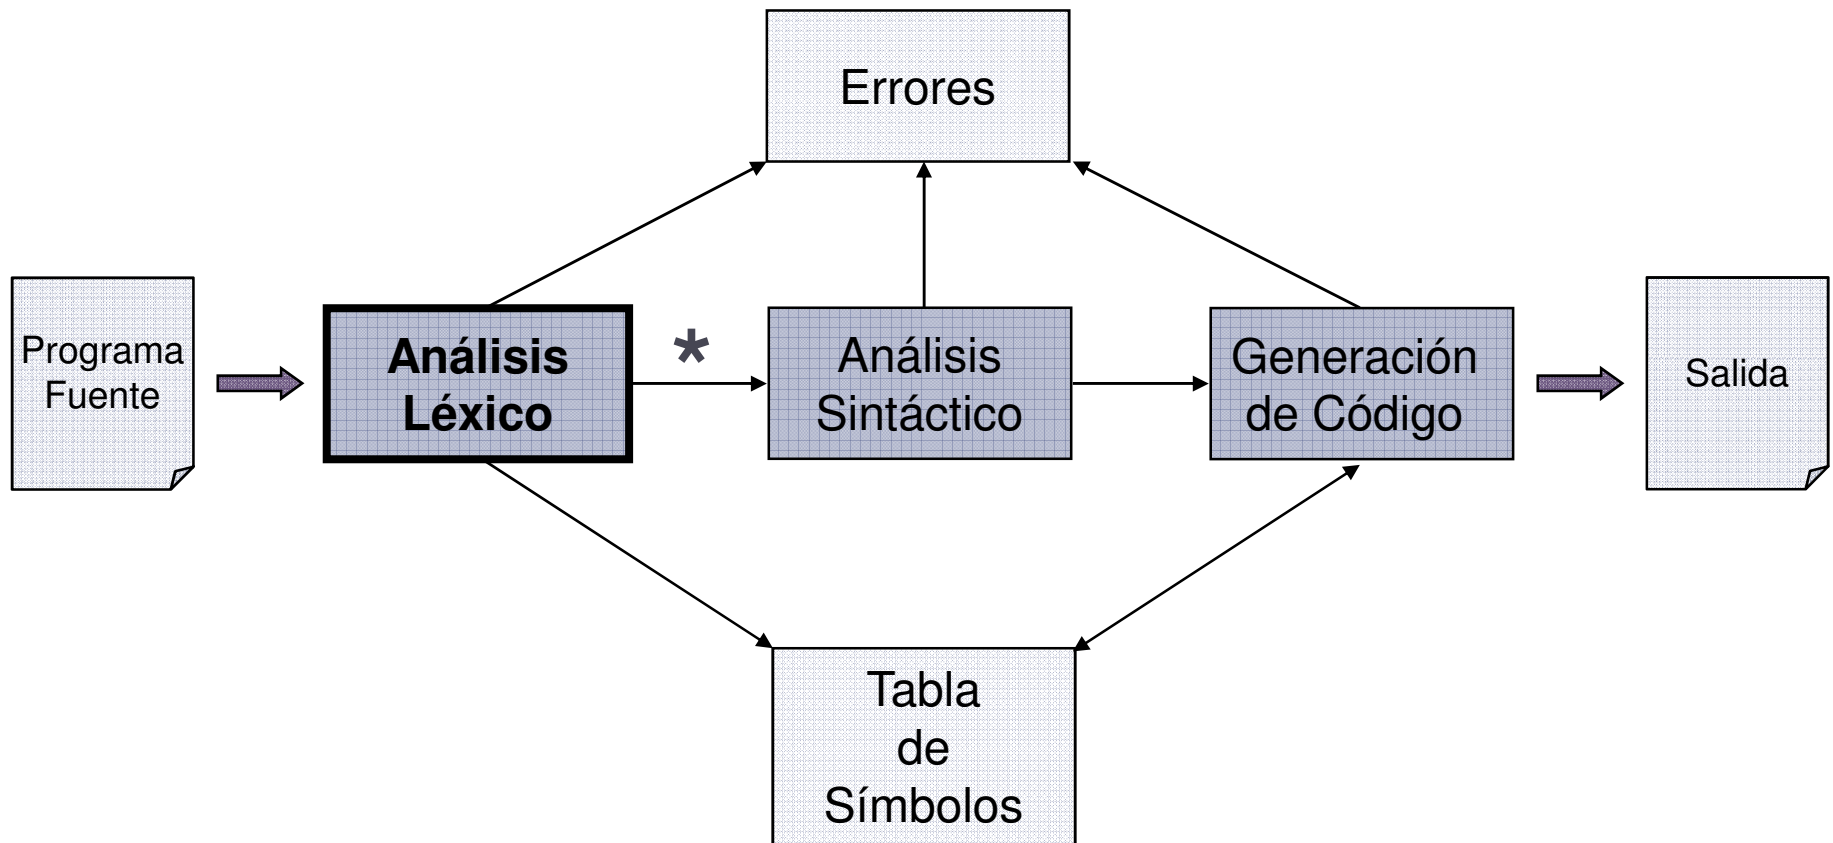 Errores
Programa
Fuente
Análisis
Léxico
*
Análisis
Sintáctico
Generación
de Código
Salida
Tabla
de
Símbolos